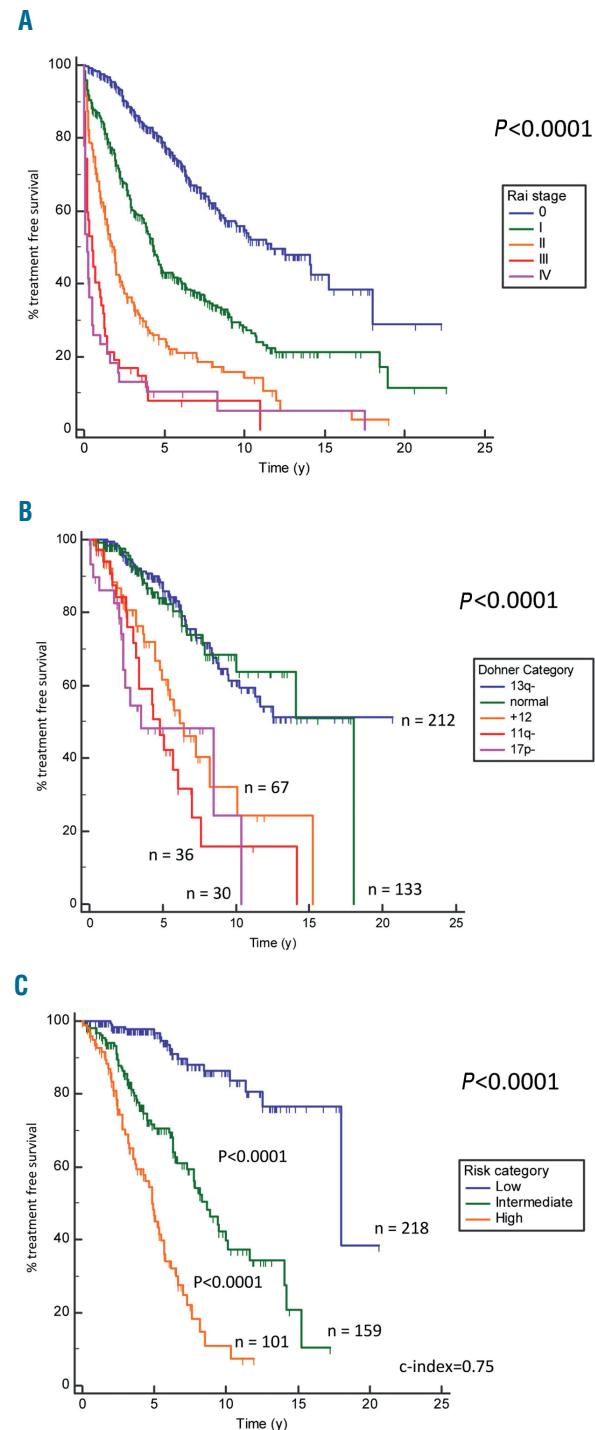 A
% treatment free survival
100
80
60
40
20
0
0 5 10 15 20 25
Time (y)
P<0.0001
Rai stage
0
I
II
III
IV
B
% treatment free survival
100
80
60
40
20
0
0 5 10 15 20 25
Time (y)
P<0.0001
Dohner Category
13q-
normal
+12
11q-
17p-
n = 212
n = 67
n = 36
n = 30
n = 133
C
% treatment free survival
100
80
60
40
20
0
0 5 10 15 20 25
Time (y)
P<0.0001
Risk category
Low
Intermediate
High
P<0.0001
n = 218
P<0.0001
n = 101
n = 159
c-index=0.75